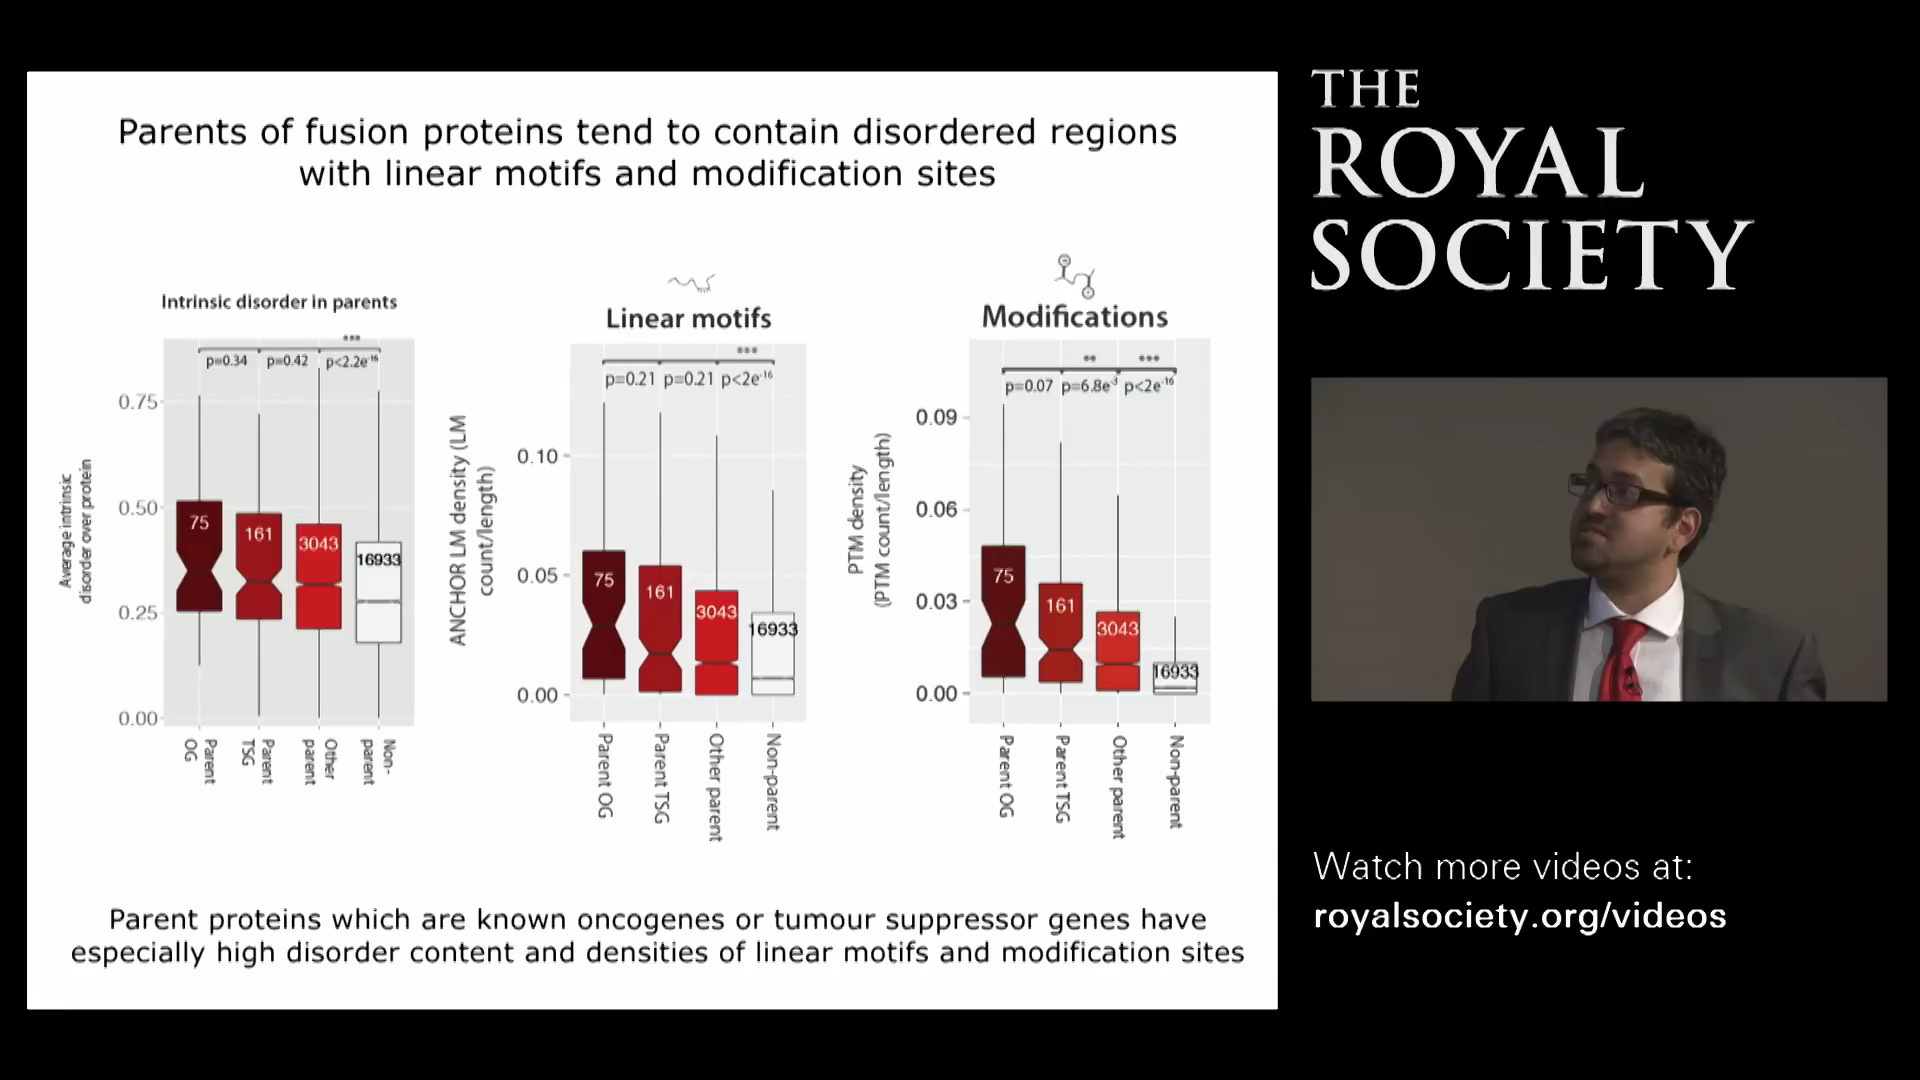 Parents of fusion proteins tend to contain disordered regions
with linear motifs and modification sites
Intrinsic disorder in parents
***
p=0.34 p=0.42 p<2.2e-16
0.75
0.50
0.25
0.00
Average intrinsic
disorder over protein
75
161
3043
16933
Parent
OG
Parent
TSG
Other
parent
Non-
parent
Linear motifs
***
p=0.21 p=0.21 p<2e-16
0.10
0.05
0.00
ANCHOR LM density (LM
count/length)
75
161
3043
16933
Parent OG
Parent TSG
Other parent
Non-parent
Modifications
** ***
p=0.07 p=6.8e-3 p<2e-16
0.09
0.06
0.03
0.00
PTM density
(PTM count/length)
75
161
3043
16933
Parent OG
Parent TSG
Other parent
Non-parent
Parent proteins which are known oncogenes or tumour suppressor genes have
especially high disorder content and densities of linear motifs and modification sites
THE
ROYAL
SOCIETY
Watch more videos at:
royalsociety.org/videos